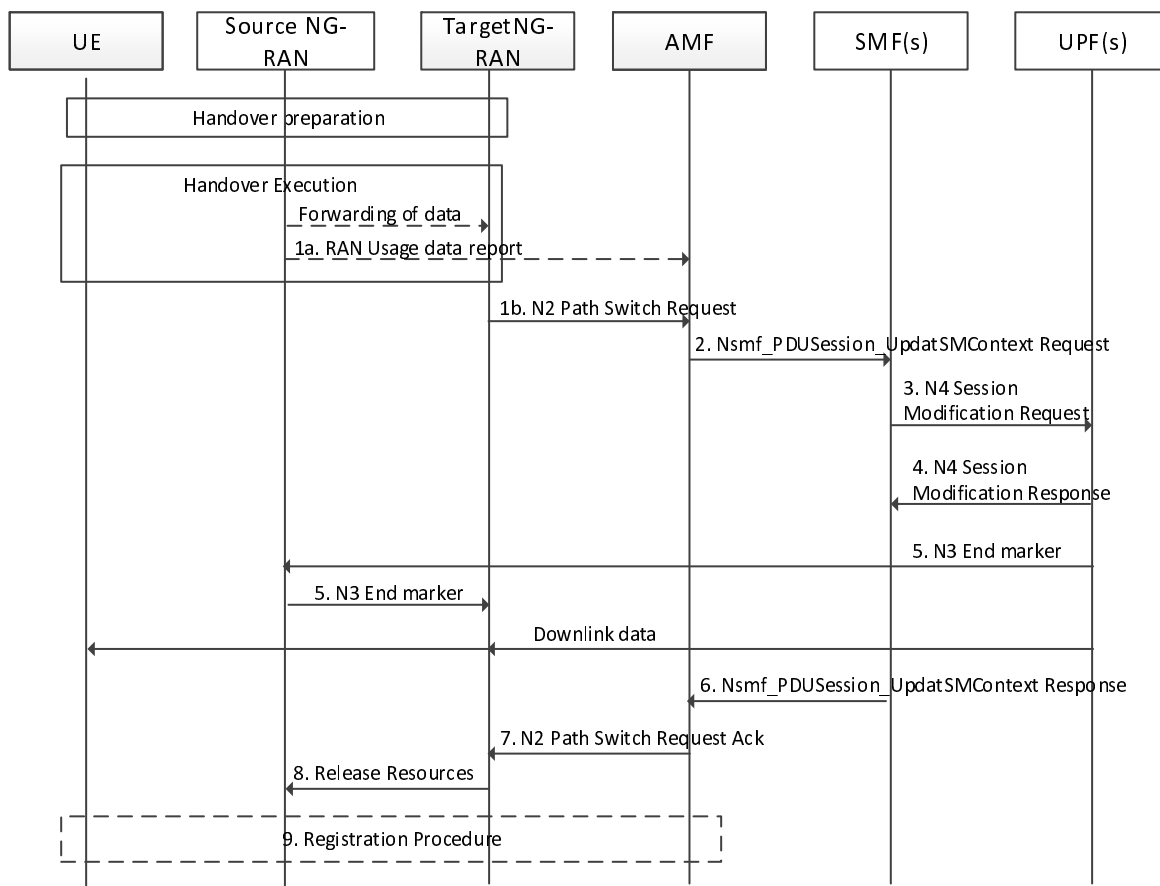 UE
Source NG-
RAN
TargetNG-
RAN
AMF
SMF(s)
UPF(s)
Handover preparation
Handover Execution
Forwarding of data
1a. RAN Usage data report
1b. N2 Path Switch Request
2. Nsmf_PDUSession_UpdatSMContext Request
3. N4 Session
Modification Request
4. N4 Session
Modification Response
5. N3 End marker
5. N3 End marker
Downlink data
6. Nsmf_PDUSession_UpdatSMContext Response
7. N2 Path Switch Request Ack
8. Release Resources
9. Registration Procedure